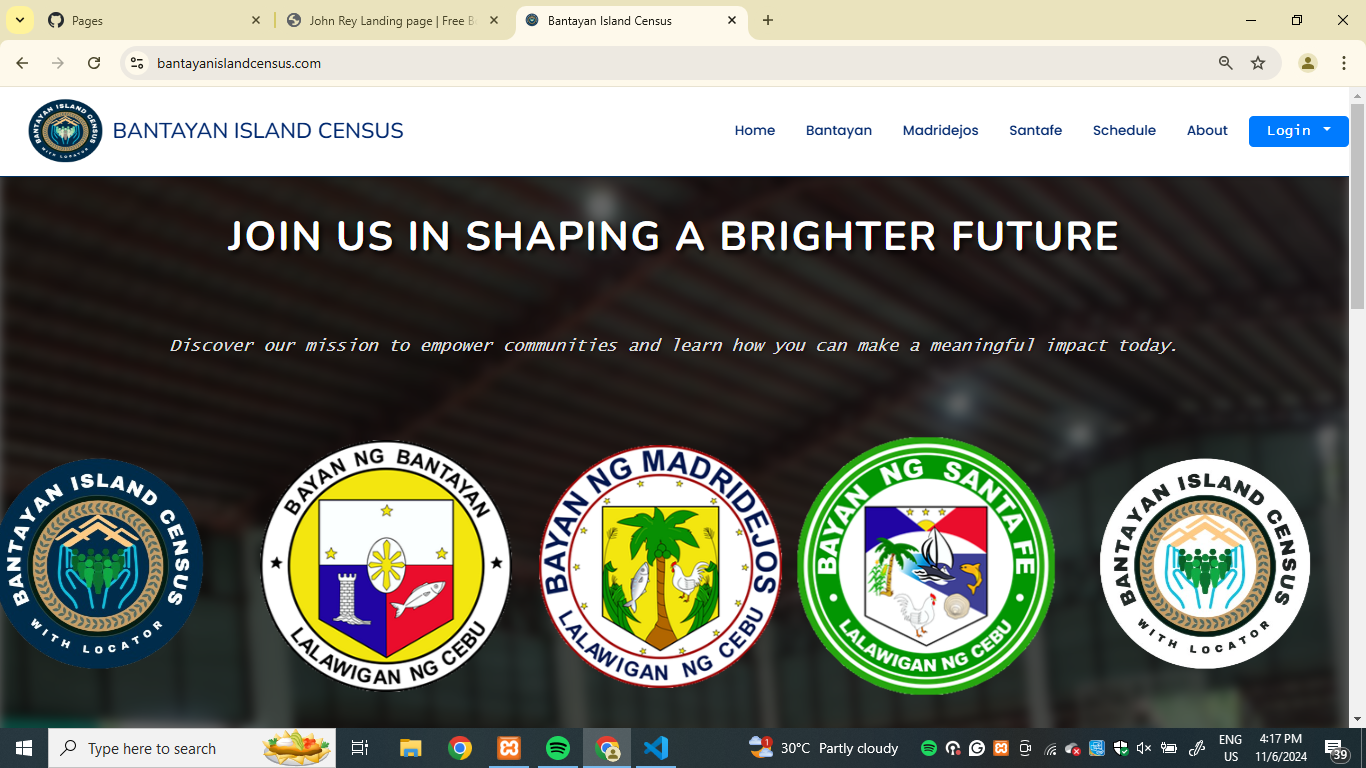 Pages
John Rey Landing page | Free B
Bantayan Island Census
bantayanislandcensus.com
BANTAYAN ISLAND CENSUS
WITH LOCATOR
BANTAYAN ISLAND CENSUS
Home
Bantayan
Madridejos
Santafe
Schedule
About
Login
JOIN US IN SHAPING A BRIGHTER FUTURE
Discover our mission to empower communities and learn how you can make a meaningful impact today.
BANTAYAN ISLAND CENSUS
WITH LOCATOR
BAYAN NG BANTAYAN
LALAWIGAN NG CEBU
BAYAN NG MADRIDEJOS
LALAWIGAN NG CEBU
BAYAN NG SANTA FE
LALAWIGAN NG CEBU
BANTAYAN ISLAND CENSUS
WITH LOCATOR
Type here to search
1
30°C Partly cloudy
ENG
US
4:17 PM
11/6/2024
39